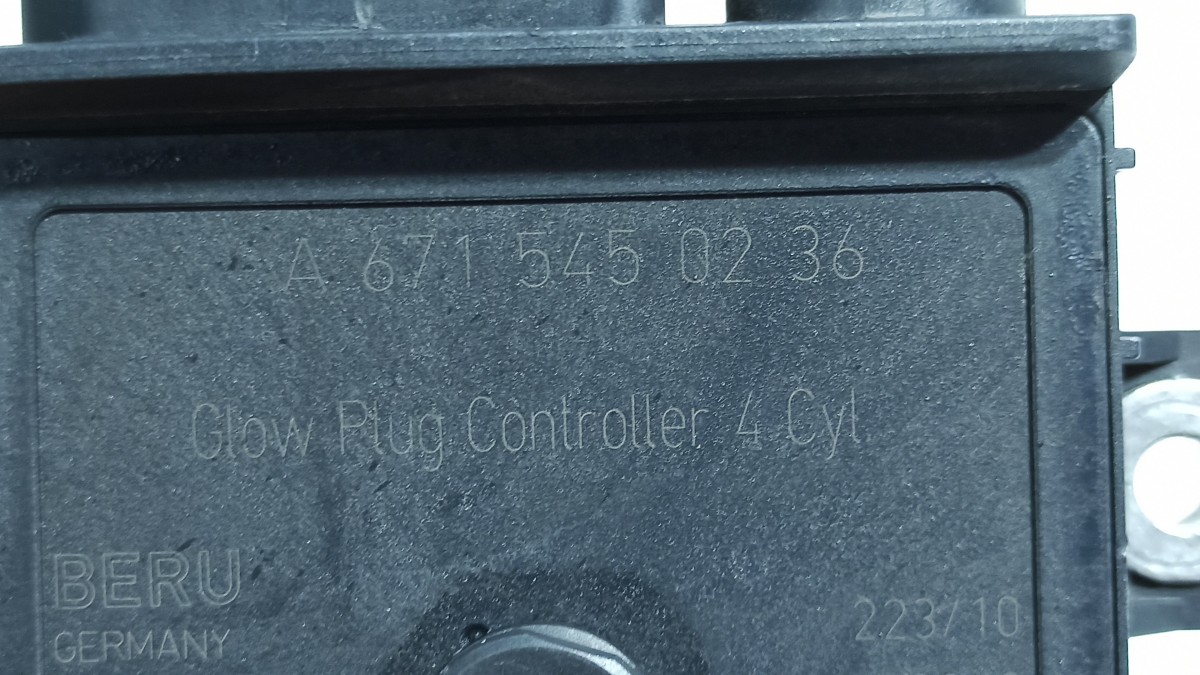 A 671 545 02 36
Glow Plug Controller 4 Cyl
BERU
GERMANY
223/10